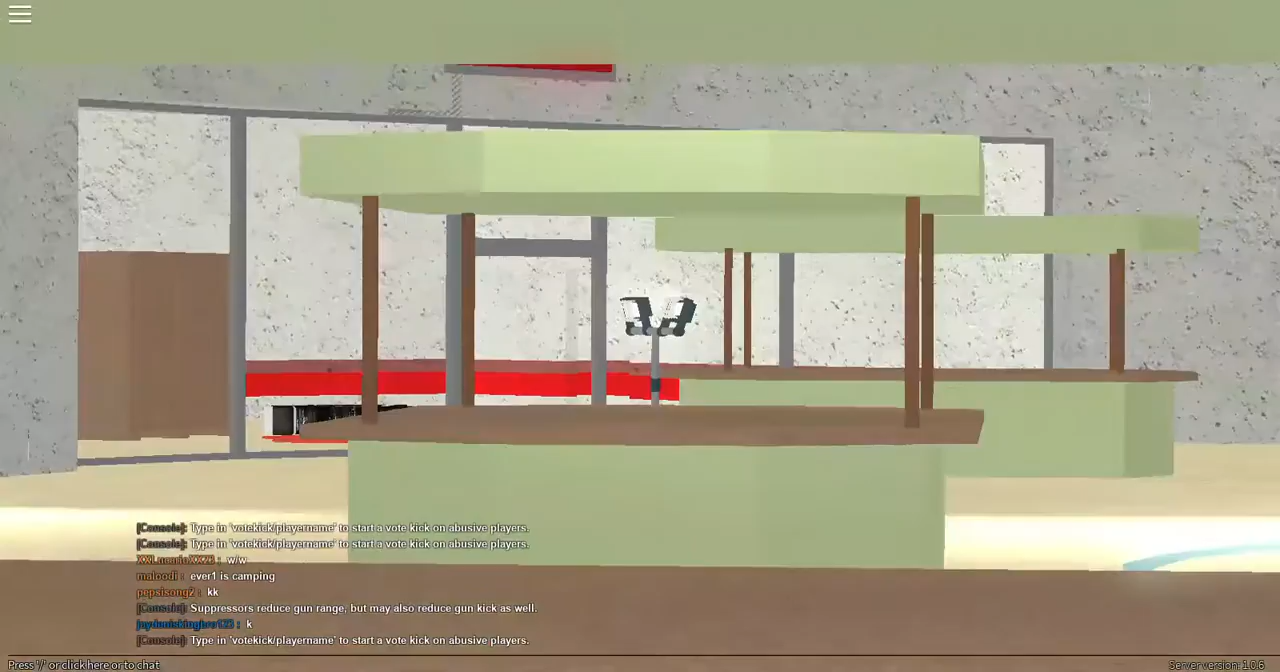 [Console]: Type in 'votekick/playername' to start a vote kick on abusive players.
[Console]: Type in 'votekick/playername' to start a vote kick on abusive players.
XXLucarioXX23 : w/w
maloodi : ever1 is camping
pepsisong2 : kk
[Console]: Suppressors reduce gun range, but may also reduce gun kick as well.
: k
[Console]: Type in 'votekick/playername' to start a vote kick on abusive players.
Press '/' or click here or to chat
Server version: 1.0.6